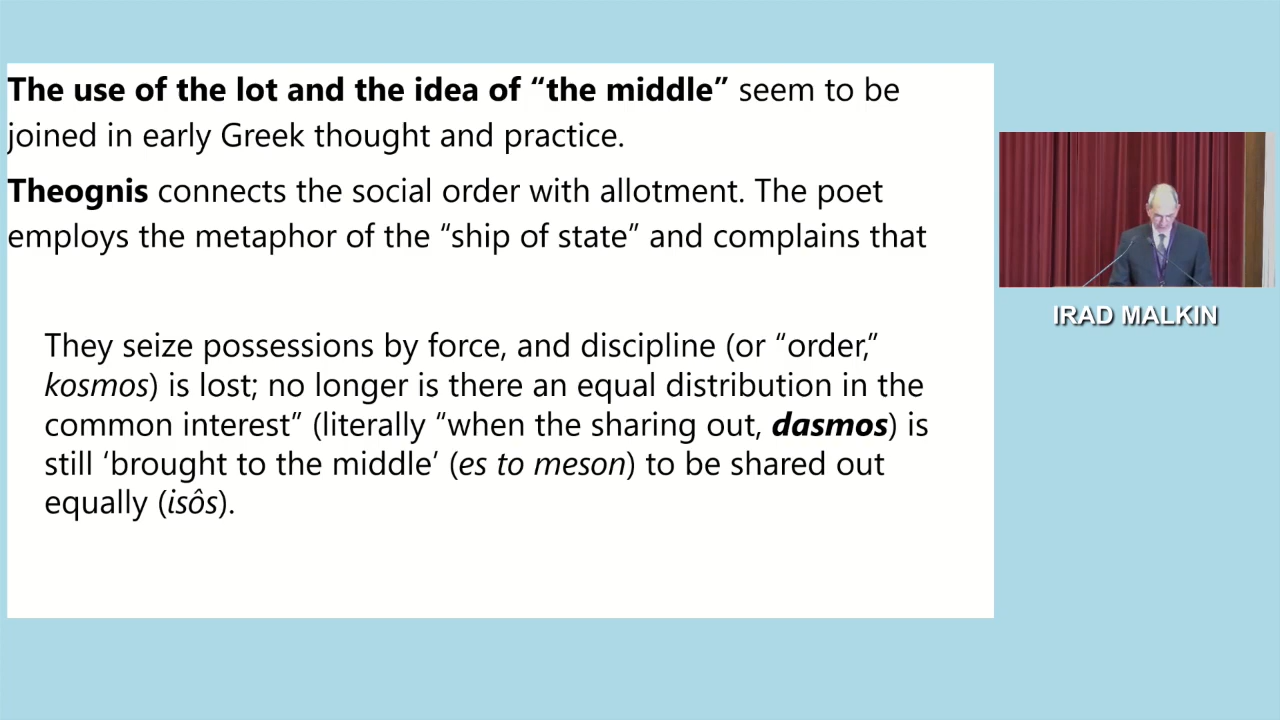 The use of the lot and the idea of “the middle” seem to be
joined in early Greek thought and practice.
Theognis connects the social order with allotment. The poet
employs the metaphor of the “ship of state” and complains that
They seize possessions by force, and discipline (or “order,”
kosmos) is lost; no longer is there an equal distribution in the
common interest” (literally “when the sharing out, dasmos) is
still ‘brought to the middle’ (es to meson) to be shared out
equally (isôs).
IRAD MALKIN